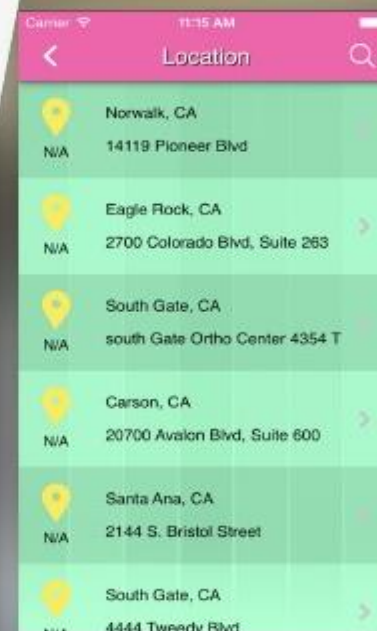 Carrier
11:15 AM
Location
Norwalk, CA
14119 Pioneer Blvd
N/A
Eagle Rock, CA
2700 Colorado Blvd, Suite 263
N/A
South Gate, CA
south Gate Ortho Center 4354 T
N/A
Carson, CA
20700 Avalon Blvd, Suite 600
N/A
Santa Ana, CA
2144 S. Bristol Street
N/A
South Gate, CA
4444 Tweedy Blvd
N/A